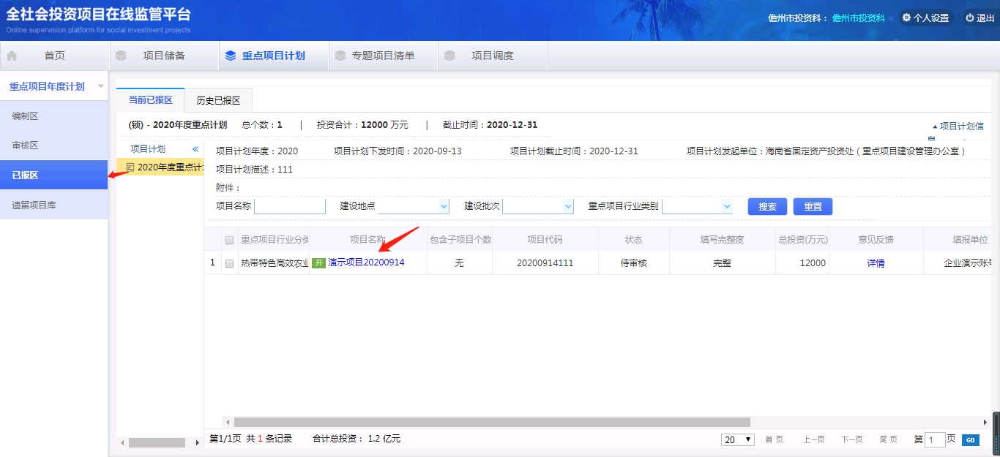 全社会投资项目在线监管平台
Online supervision platform for social investment projects
儋州市投资科： 儋州市投资科 个人设置 退出
首页 项目储备 重点项目计划 专题项目清单 项目调度
重点项目年度计划
编制区
审核区
已报区
遗留项目库
当前已报区 历史已报区
(锁) - 2020年度重点计划 总个数：1 | 投资合计：12000 万元 | 截止时间：2020-12-31
项目计划信
项目计划 «
2020年度重点计
项目计划年度：2020 项目计划下发时间：2020-09-13 项目计划截止时间：2020-12-31 项目计划发起单位：海南省固定资产投资处（重点项目建设管理办公室）
项目计划描述：111
附件：
项目名称 建设地点 建设批次 重点项目行业类别 搜索 重置
重点项目行业分类 项目名称 包含子项目个数 项目代码 状态 填写完整度 总投资(万元) 意见反馈 填报单位
1 热带特色高效农业 开 演示项目20200914 无 20200914111 待审核 完整 12000 详情 企业演示账号
第1/1页 共 1 条记录 合计总投资： 1.2 亿元
20 首 页 上一页 下一页 尾 页 第 1 页 GO